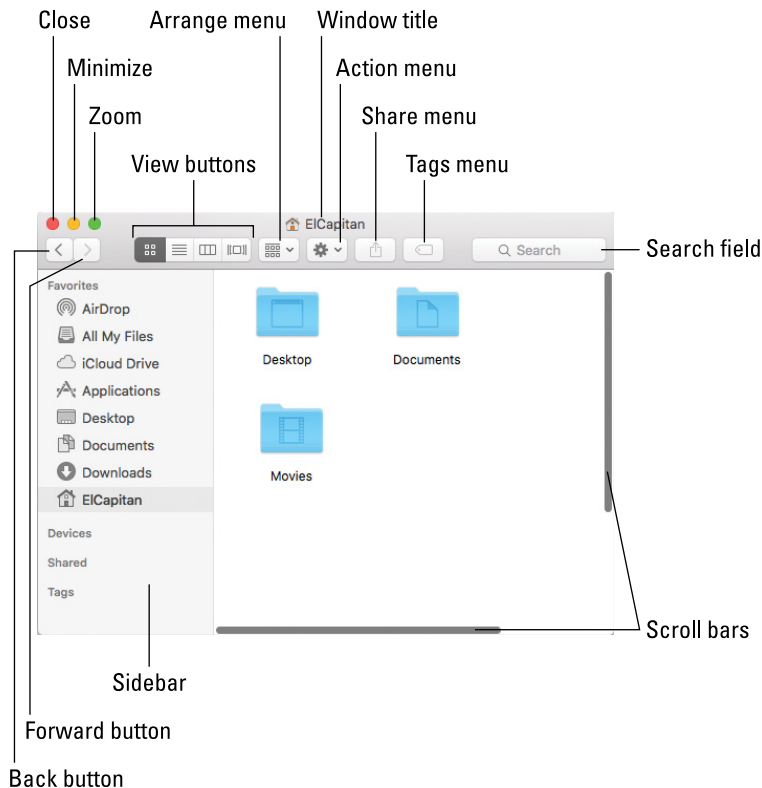 Close
Arrange menu
Window title
Minimize
Action menu
Zoom
Share menu
View buttons
Tags menu
ElCapitan
Search
Search field
Favorites
AirDrop
All My Files
iCloud Drive
Applications
Desktop
Documents
Downloads
ElCapitan
Devices
Shared
Tags
Desktop
Documents
Movies
Scroll bars
Sidebar
Forward button
Back button